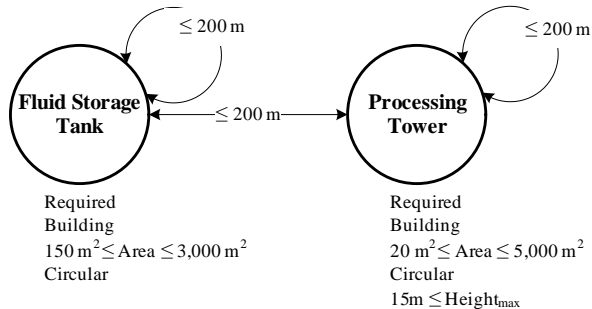 ≤ 200 m
≤ 200 m
Fluid Storage
Tank
≤ 200 m
Processing
Tower
Required
Building
150 m² ≤ Area ≤ 3,000 m²
Circular
Required
Building
20 m² ≤ Area ≤ 5,000 m²
Circular
15m ≤ Heightmax